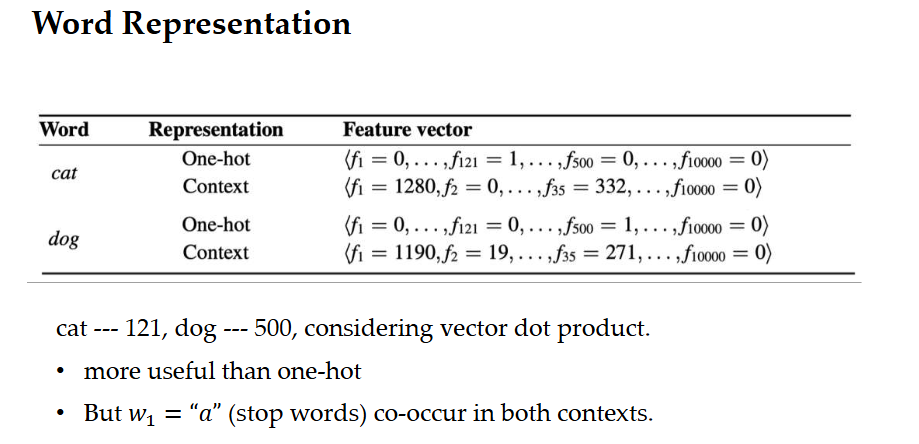 Word Representation
Word Representation Feature vector
cat
One-hot ⟨f₁ = 0, . . . , f₁₂₁ = 1, . . . , f₅₀₀ = 0, . . . , f₁₀₀₀₀ = 0⟩
Context ⟨f₁ = 1280, f₂ = 0, . . . , f₃₅ = 332, . . . , f₁₀₀₀₀ = 0⟩
dog
One-hot ⟨f₁ = 0, . . . , f₁₂₁ = 0, . . . , f₅₀₀ = 1, . . . , f₁₀₀₀₀ = 0⟩
Context ⟨f₁ = 1190, f₂ = 19, . . . , f₃₅ = 271, . . . , f₁₀₀₀₀ = 0⟩
cat --- 121, dog --- 500, considering vector dot product.
• more useful than one-hot
• But w₁ = “a” (stop words) co-occur in both contexts.